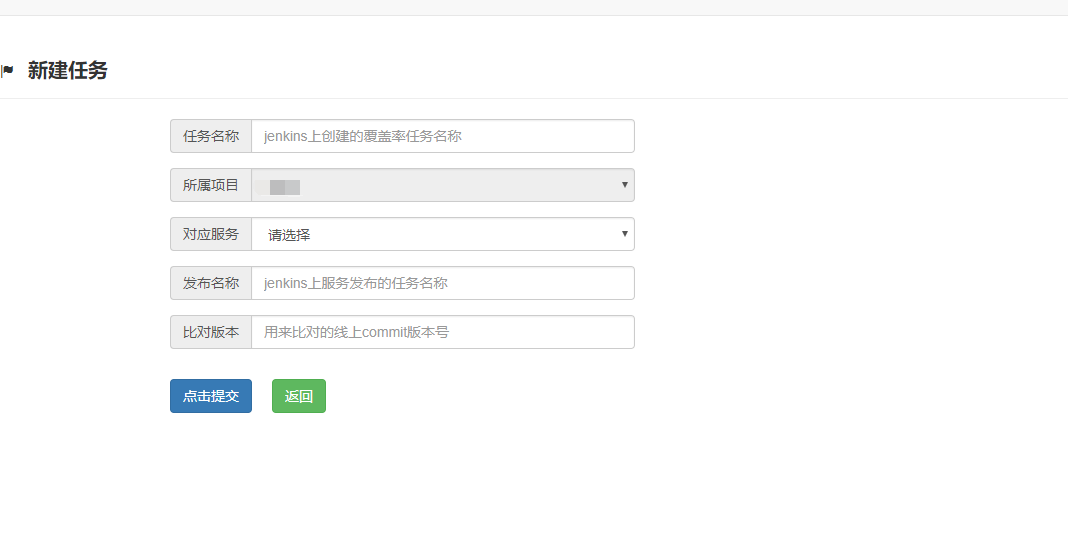 新建任务
任务名称 jenkins上创建的覆盖率任务名称
所属项目
对应服务 请选择
发布名称 jenkins上服务发布的任务名称
比对版本 用来比对的线上commit版本号
点击提交 返回